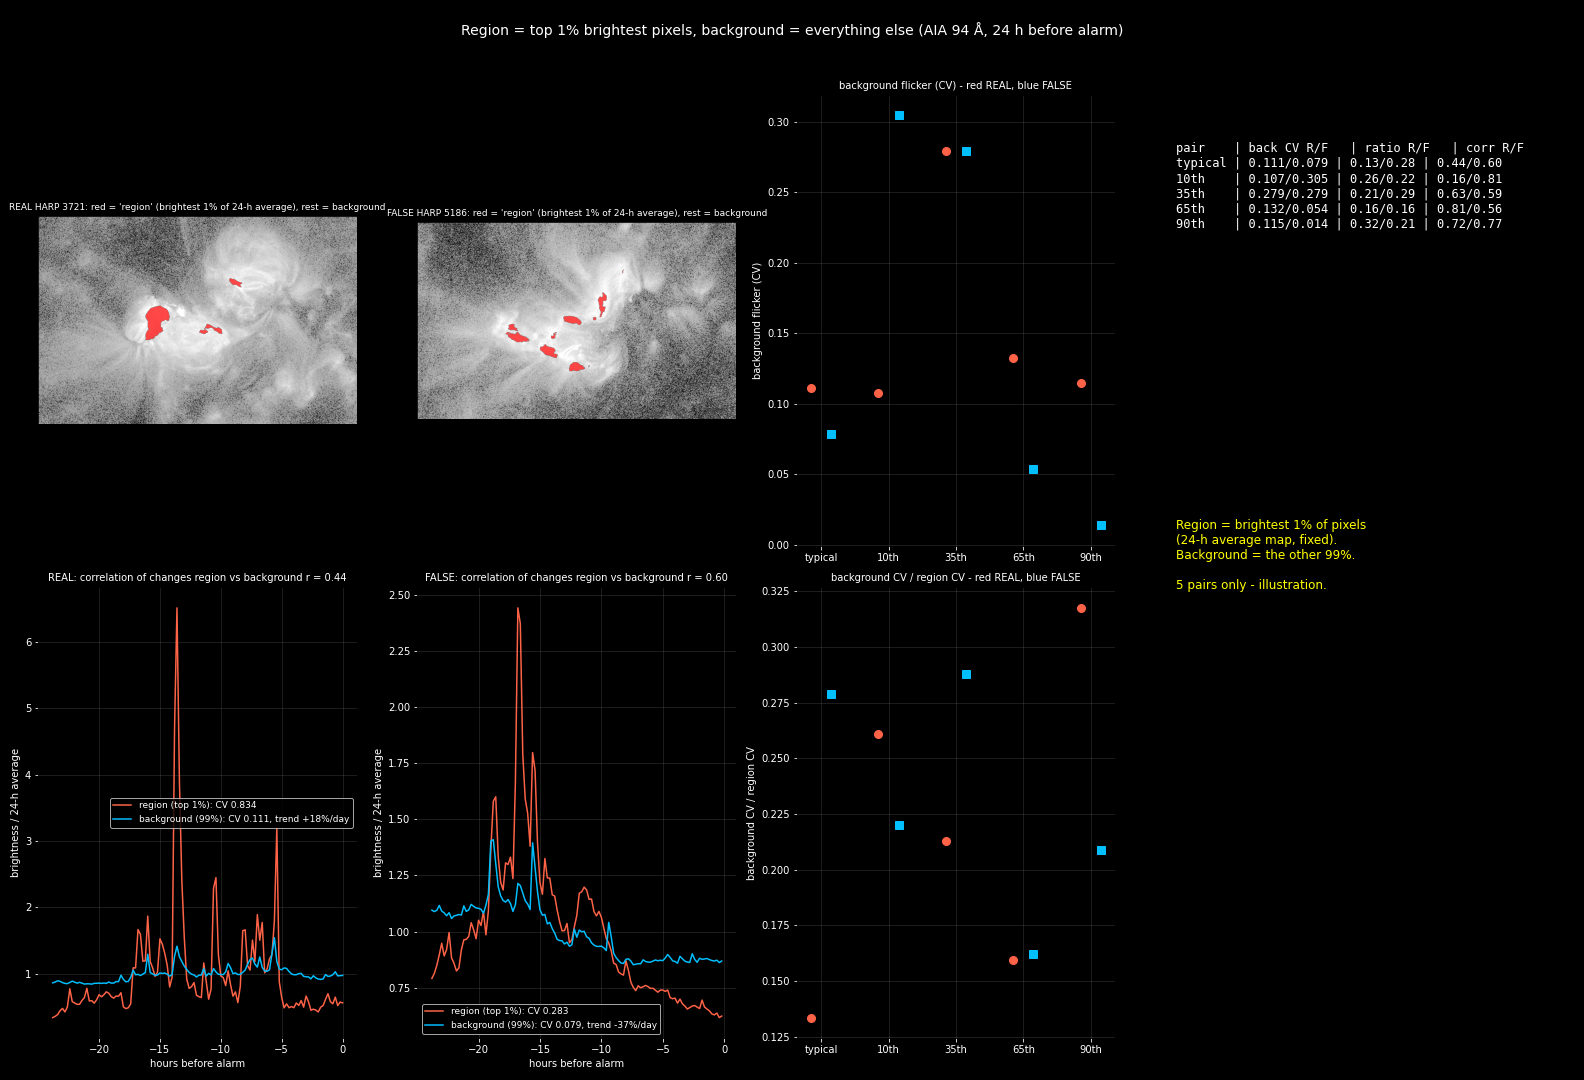 Region = top 1% brightest pixels, background = everything else (AIA 94 Å, 24 h before alarm)
REAL HARP 3721: red = 'region' (brightest 1% of 24-h average), rest = background
FALSE HARP 5186: red = 'region' (brightest 1% of 24-h average), rest = background
background flicker (CV) - red REAL, blue FALSE
background flicker (CV)
0.30
0.25
0.20
0.15
0.10
0.05
0.00
typical 10th 35th 65th 90th
pair | back CV R/F | ratio R/F | corr R/F
typical | 0.111/0.079 | 0.13/0.28 | 0.44/0.60
10th | 0.107/0.305 | 0.26/0.22 | 0.16/0.81
35th | 0.279/0.279 | 0.21/0.29 | 0.63/0.59
65th | 0.132/0.054 | 0.16/0.16 | 0.81/0.56
90th | 0.115/0.014 | 0.32/0.21 | 0.72/0.77
Region = brightest 1% of pixels
(24-h average map, fixed).
Background = the other 99%.
5 pairs only - illustration.
REAL: correlation of changes region vs background r = 0.44
brightness / 24-h average
6
5
4
3
2
1
region (top 1%): CV 0.834
background (99%): CV 0.111, trend +18%/day
−20 −15 −10 −5 0
hours before alarm
FALSE: correlation of changes region vs background r = 0.60
brightness / 24-h average
2.50
2.25
2.00
1.75
1.50
1.25
1.00
0.75
region (top 1%): CV 0.283
background (99%): CV 0.079, trend -37%/day
−20 −15 −10 −5 0
hours before alarm
background CV / region CV - red REAL, blue FALSE
background CV / region CV
0.325
0.300
0.275
0.250
0.225
0.200
0.175
0.150
0.125
typical 10th 35th 65th 90th